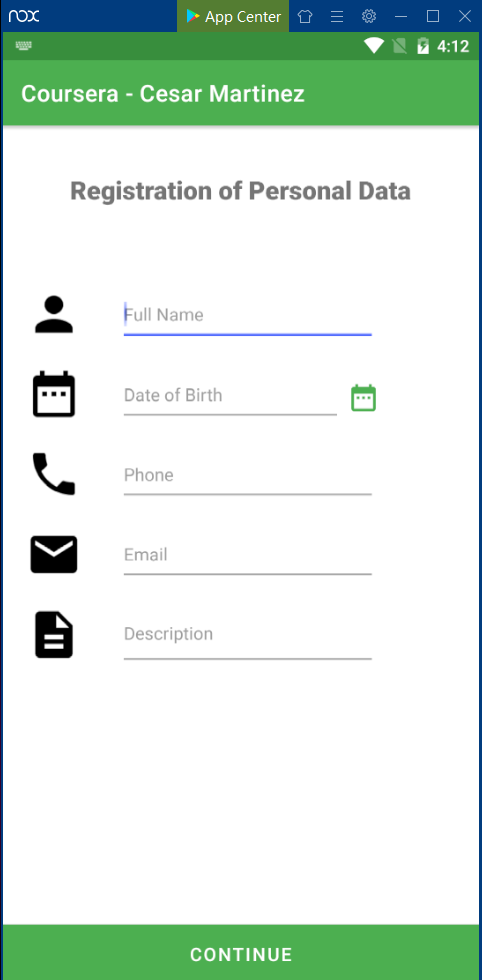 nox
App Center
4:12
Coursera - Cesar Martinez
Registration of Personal Data
Full Name
Date of Birth
Phone
Email
Description
CONTINUE